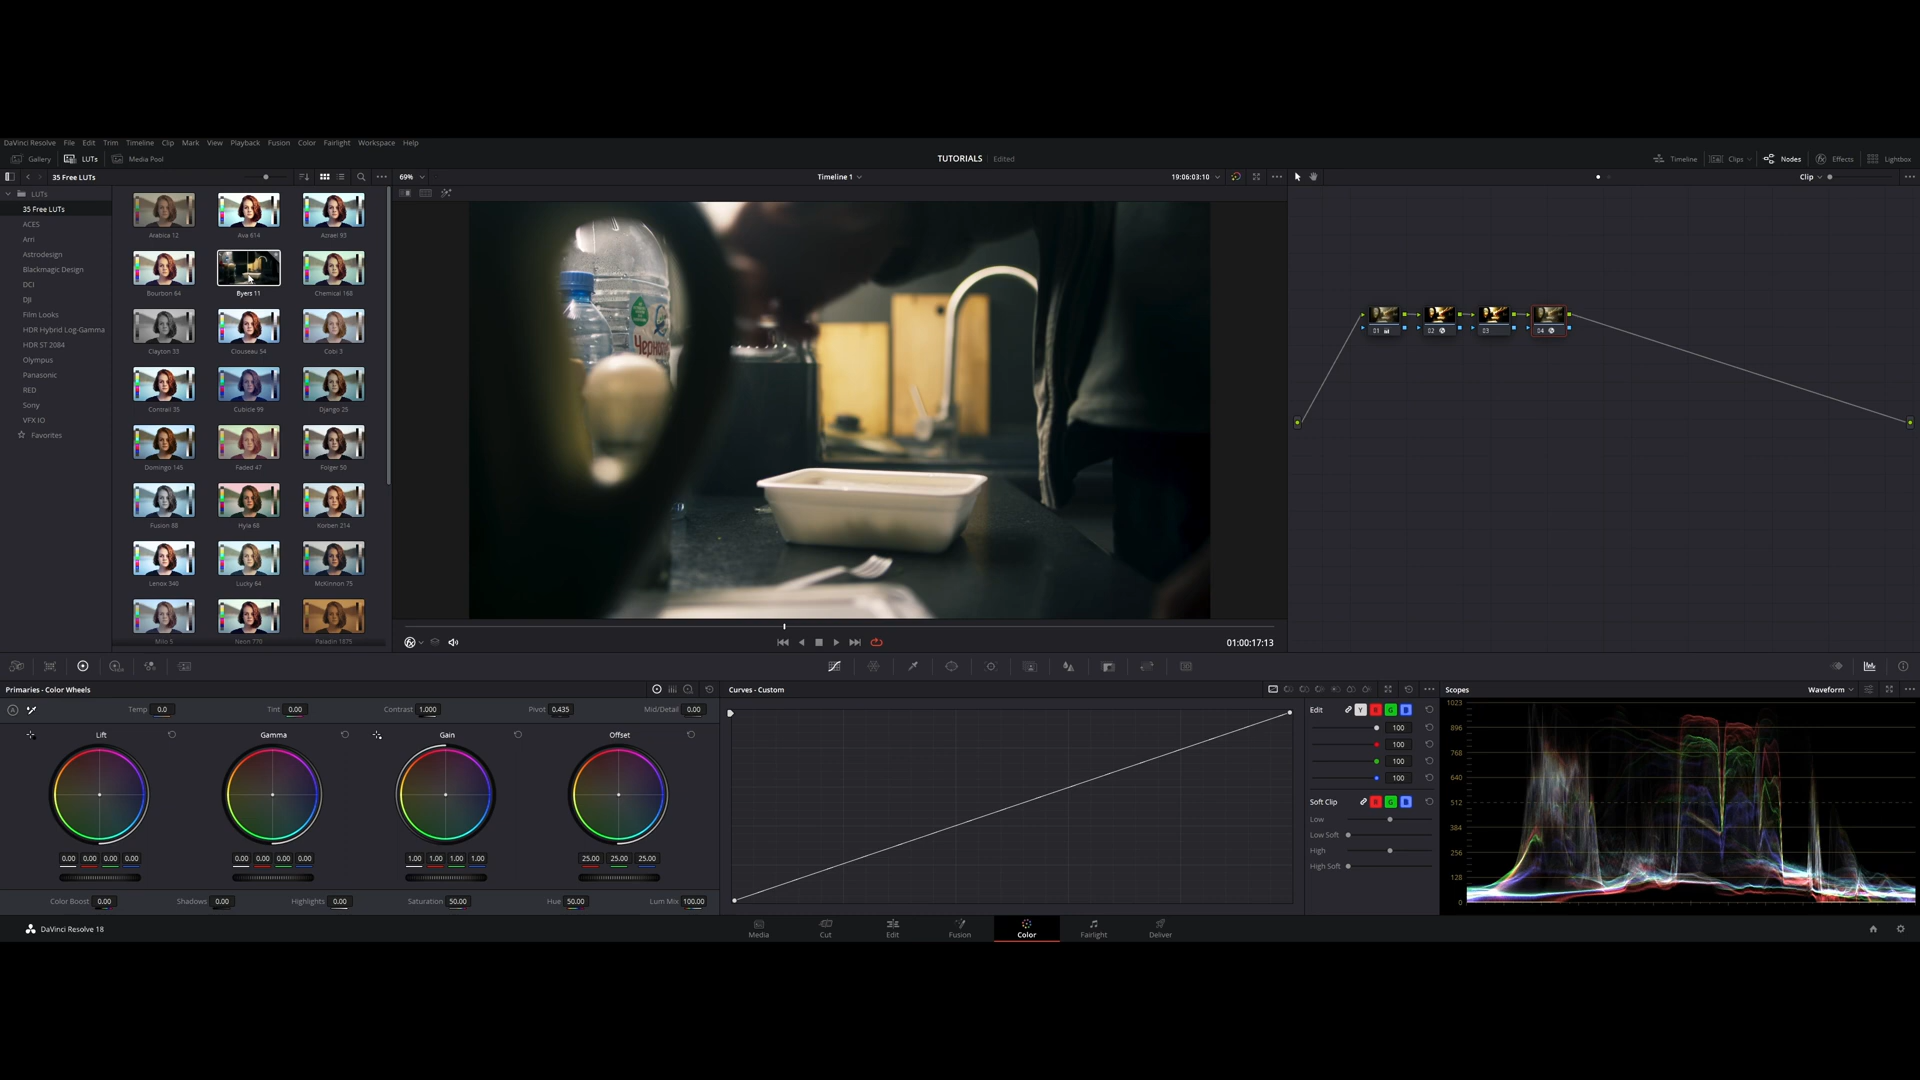 DaVinci Resolve File Edit Trim Timeline Clip Mark View Playback Fusion Color Fairlight Workspace Help
Gallery LUTs Media Pool TUTORIALS Edited Timeline Clips Nodes Effects Lightbox
35 Free LUTs 69% Timeline 1 19:06:03:10 Clip
LUTs
35 Free LUTs
ACES
Arri
Astrodesign
Blackmagic Design
DCI
DJI
Film Looks
HDR Hybrid Log-Gamma
HDR ST 2084
Olympus
Panasonic
RED
Sony
VFX IO
Favorites
Arabica 12 Ava 614 Azrael 93
Bourbon 64 Byers 11 Chemical 168
Clayton 33 Clouseau 54 Cobi 3
Contrail 35 Cubicle 99 Django 25
Domingo 145 Faded 47 Folger 50
Fusion 88 Hyla 68 Korben 214
Lenox 340 Lucky 64 McKinnon 75
Milo 5 Neon 770 Paladin 1875
01 02 03 04
01:00:17:13
Primaries - Color Wheels
Temp 0.0 Tint 0.00 Contrast 1.000 Pivot 0.435 Mid/Detail 0.00
Lift Gamma Gain Offset
0.00 0.00 0.00 0.00 0.00 0.00 0.00 0.00 1.00 1.00 1.00 1.00 25.00 25.00 25.00
Color Boost 0.00 Shadows 0.00 Highlights 0.00 Saturation 50.00 Hue 50.00 Lum Mix 100.00
Curves - Custom
Edit Y R G B
100
100
100
100
Soft Clip R G B
Low
Low Soft
High
High Soft
Scopes Waveform
1023
896
768
640
512
384
256
128
0
DaVinci Resolve 18
Media Cut Edit Fusion Color Fairlight Deliver